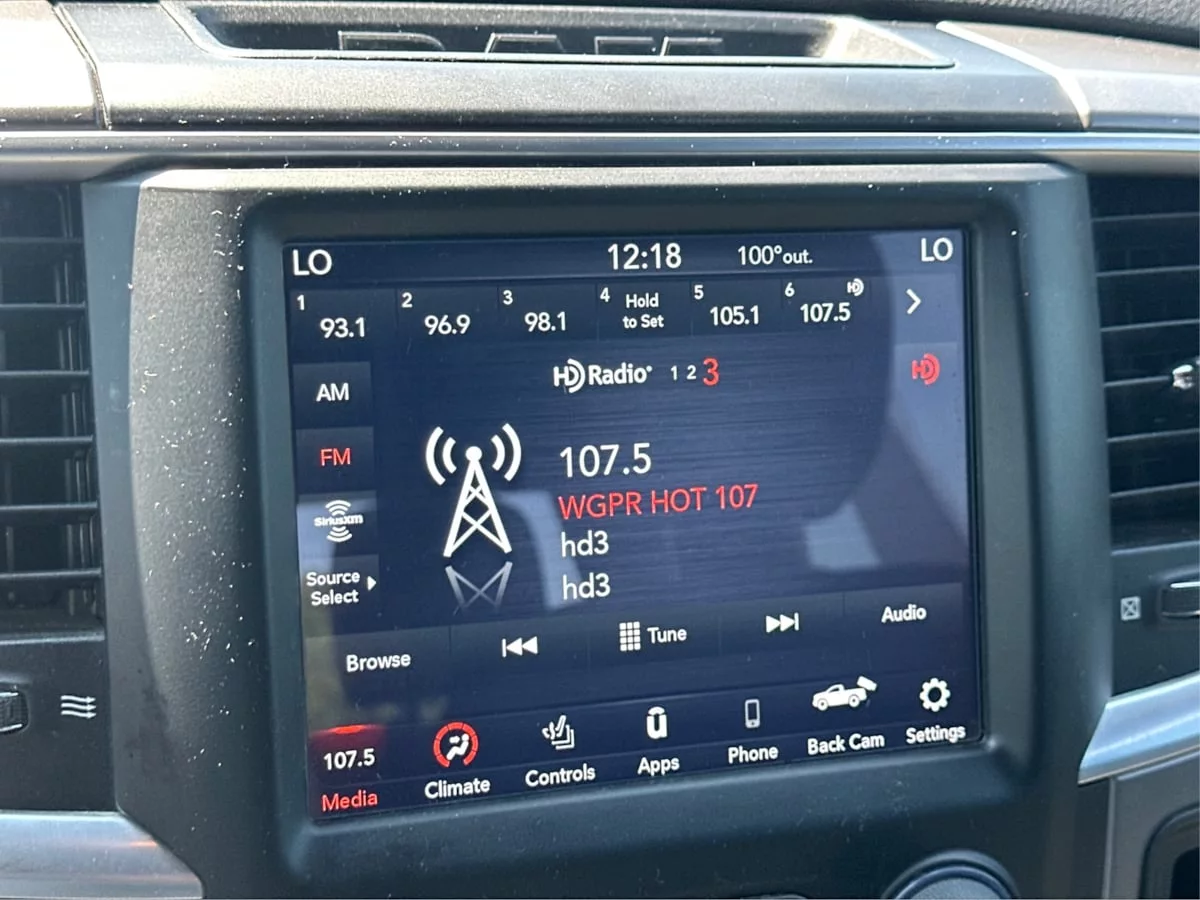 LO 12:18 100°out. LO
1 93.1 2 96.9 3 98.1 4 Hold to Set 5 105.1 6 107.5 HD
HD Radio 1 2 3 HD
AM
FM
SiriusXM
Source
Select
107.5
WGPR HOT 107
hd3
hd3
Browse Tune Audio
107.5
Media Climate Controls Apps Phone Back Cam Settings